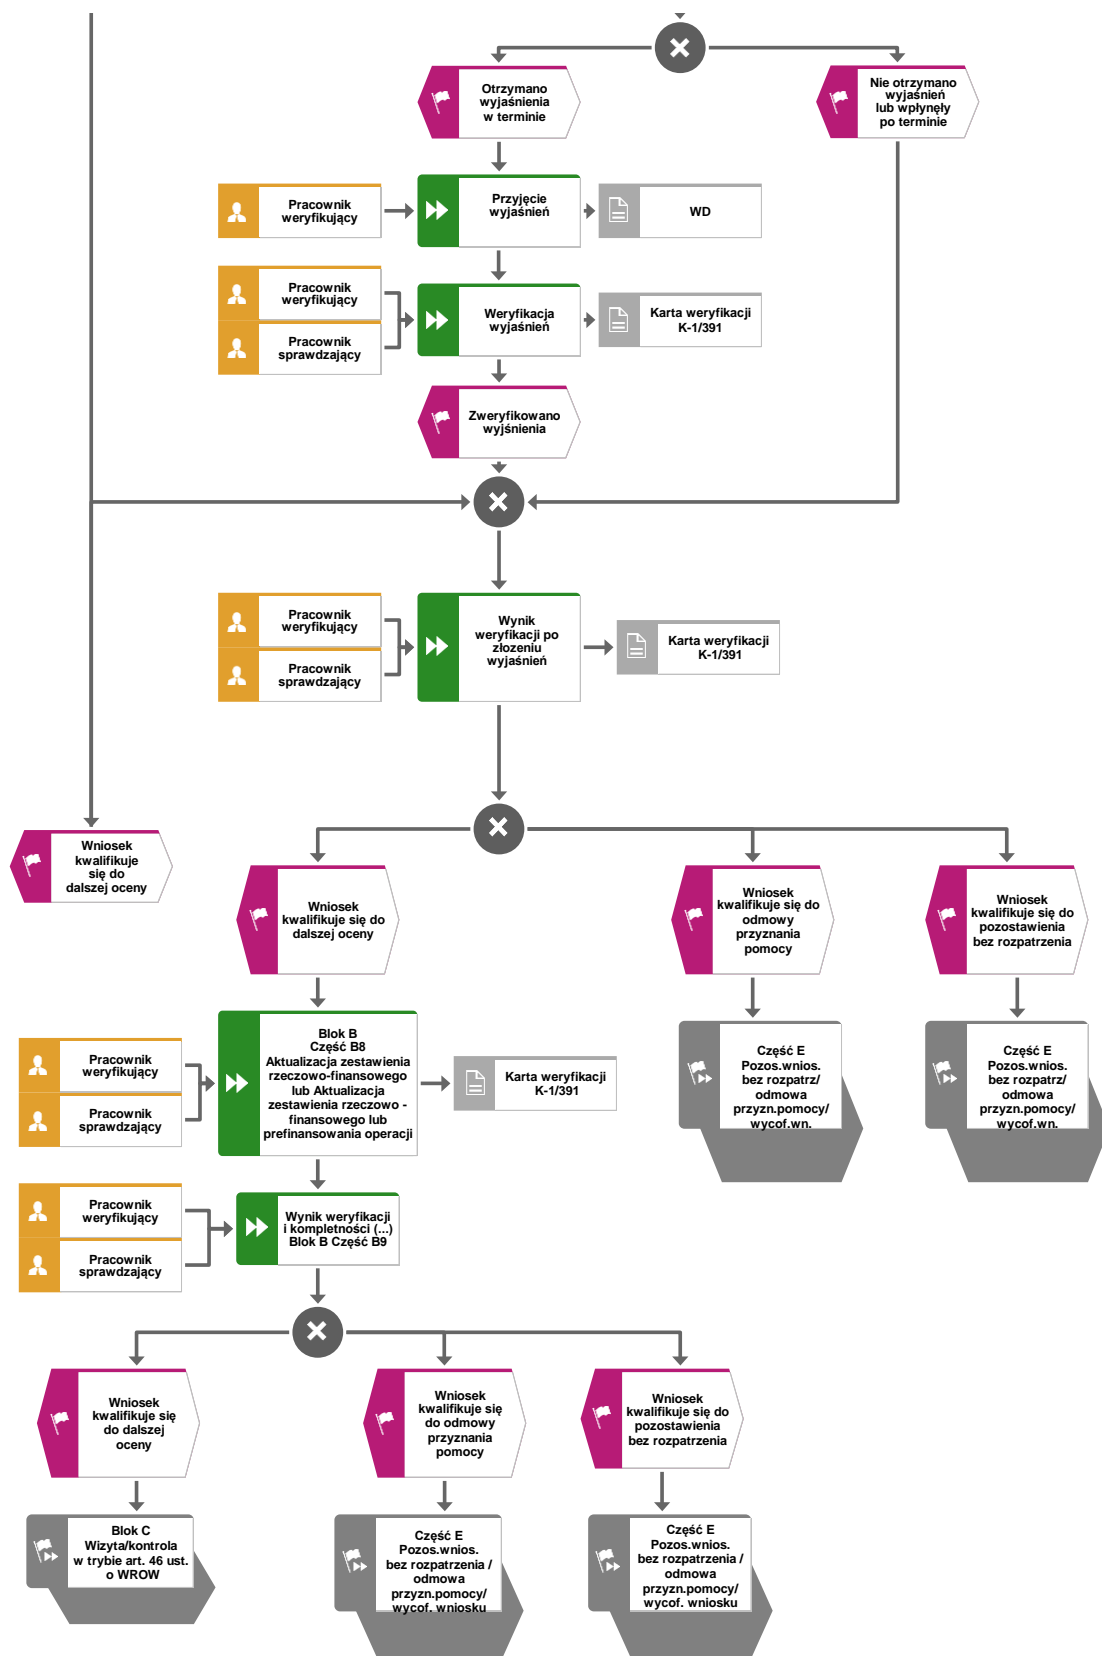 Otrzymano
wyjaśnienia
w terminie
Nie otrzymano
wyjaśnień
lub wpłynęły
po terminie
Pracownik
weryfikujący
Przyjęcie
wyjaśnień
WD
Pracownik
weryfikujący
Pracownik
sprawdzający
Weryfikacja
wyjaśnień
Karta weryfikacji
K-1/391
Zweryfikowano
wyjśnienia
Pracownik
weryfikujący
Pracownik
sprawdzający
Wynik
weryfikacji po
złozeniu
wyjaśnień
Karta weryfikacji
K-1/391
Wniosek
kwalifikuje
się do
dalszej oceny
Wniosek
kwalifikuje się do
dalszej oceny
Wniosek
kwalifikuje się do
odmowy
przyznania
pomocy
Wniosek
kwalifikuje się do
pozostawienia
bez rozpatrzenia
Pracownik
weryfikujący
Pracownik
sprawdzający
Blok B
Część B8
Aktualizacja zestawienia
rzeczowo-finansowego
lub Aktualizacja
zestawienia rzeczowo -
finansowego lub
prefinansowania operacji
Karta weryfikacji
K-1/391
Część E
Pozos.wnios.
bez rozpatrz/
odmowa
przyzn.pomocy/
wycof.wn.
Część E
Pozos.wnios.
bez rozpatrz/
odmowa
przyzn.pomocy/
wycof.wn.
Pracownik
weryfikujący
Pracownik
sprawdzający
Wynik weryfikacji
i kompletności (...)
Blok B Część B9
Wniosek
kwalifikuje się
do dalszej
oceny
Wniosek
kwalifikuje się
do odmowy
przyznania
pomocy
Wniosek
kwalifikuje się do
pozostawienia
bez rozpatrzenia
Blok C
Wizyta/kontrola
w trybie art. 46 ust.
o WROW
Część E
Pozos.wnios.
bez rozpatrzenia /
odmowa
przyzn.pomocy/
wycof. wniosku
Część E
Pozos.wnios.
bez rozpatrzenia /
odmowa
przyzn.pomocy/
wycof. wniosku